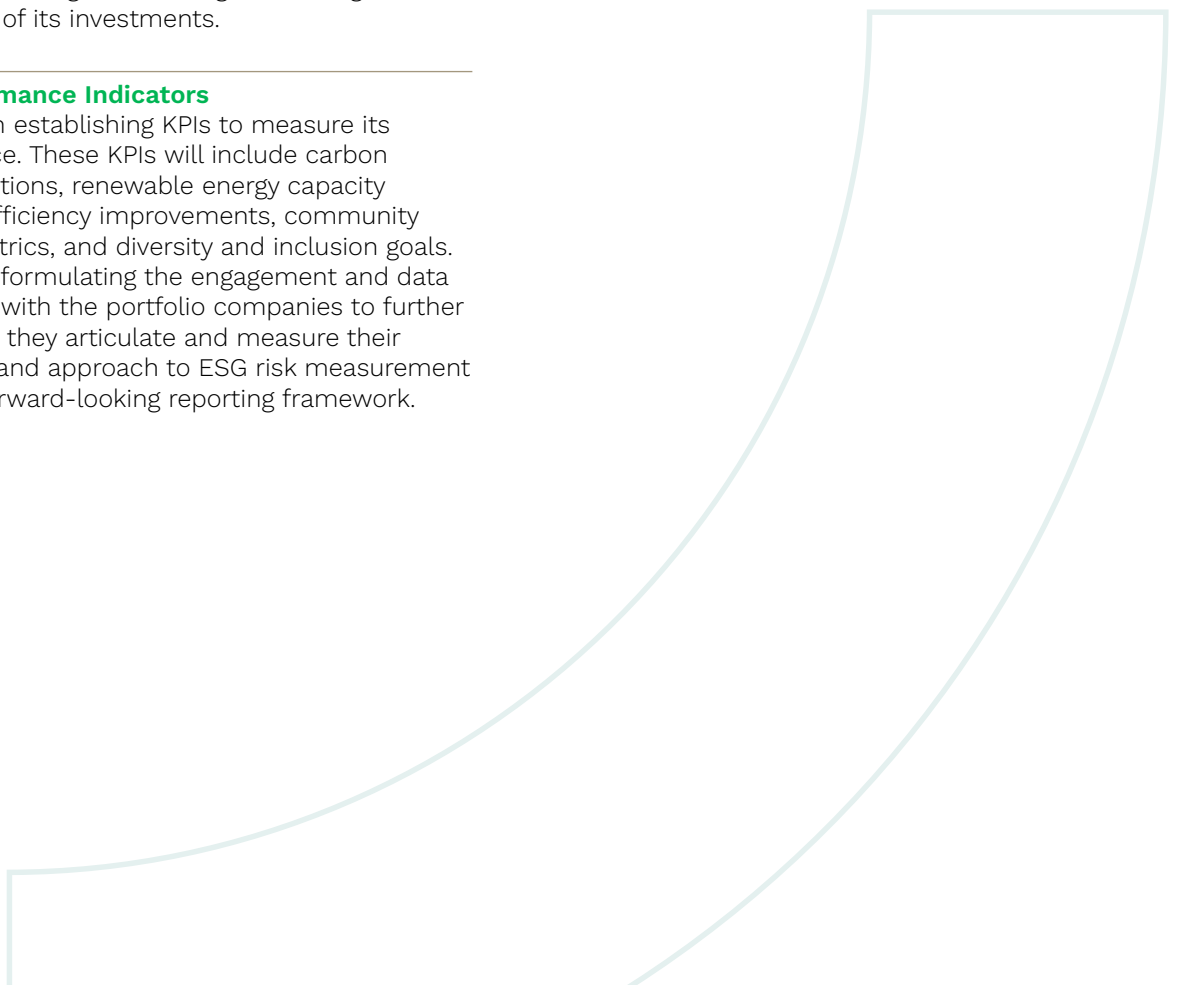 of its investments.
mance Indicators
n establishing KPIs to measure its
e. These KPIs will include carbon
tions, renewable energy capacity
fficiency improvements, community
trics, and diversity and inclusion goals.
formulating the engagement and data
with the portfolio companies to further
they articulate and measure their
and approach to ESG risk measurement
rward-looking reporting framework.